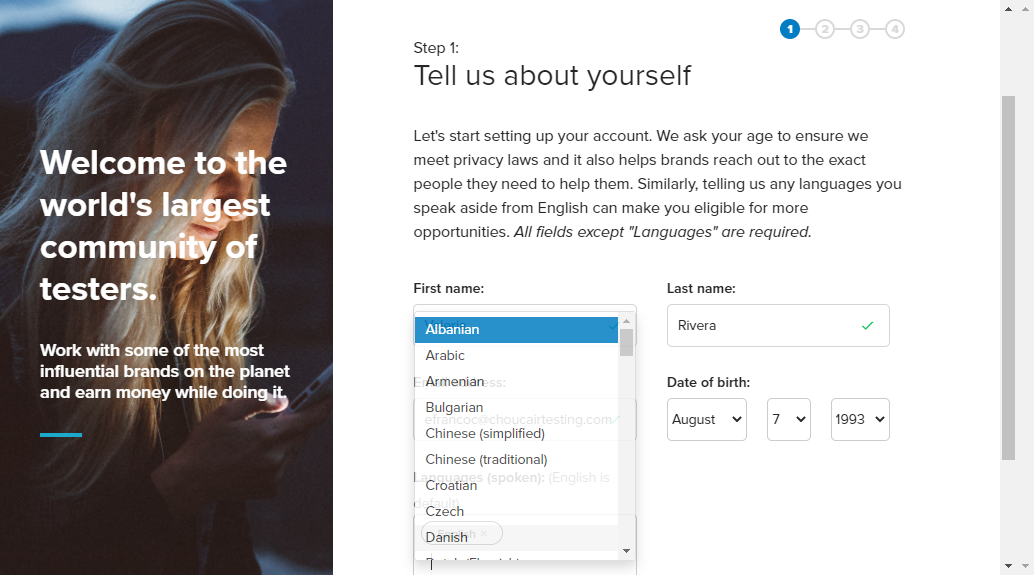 Welcome to the
world's largest
community of
testers.
Work with some of the most
influential brands on the planet
and earn money while doing it.
1 2 3 4
Step 1:
Tell us about yourself
Let's start setting up your account. We ask your age to ensure we
meet privacy laws and it also helps brands reach out to the exact
people they need to help them. Similarly, telling us any languages you
speak aside from English can make you eligible for more
opportunities. All fields except "Languages" are required.
First name:
Last name:
Rivera
Date of birth:
August 7 1993
efrancoc@choucairtesting.com
Languages (spoken): (English is
default)
English ×
Albanian
Arabic
Armenian
Bulgarian
Chinese (simplified)
Chinese (traditional)
Croatian
Czech
Danish